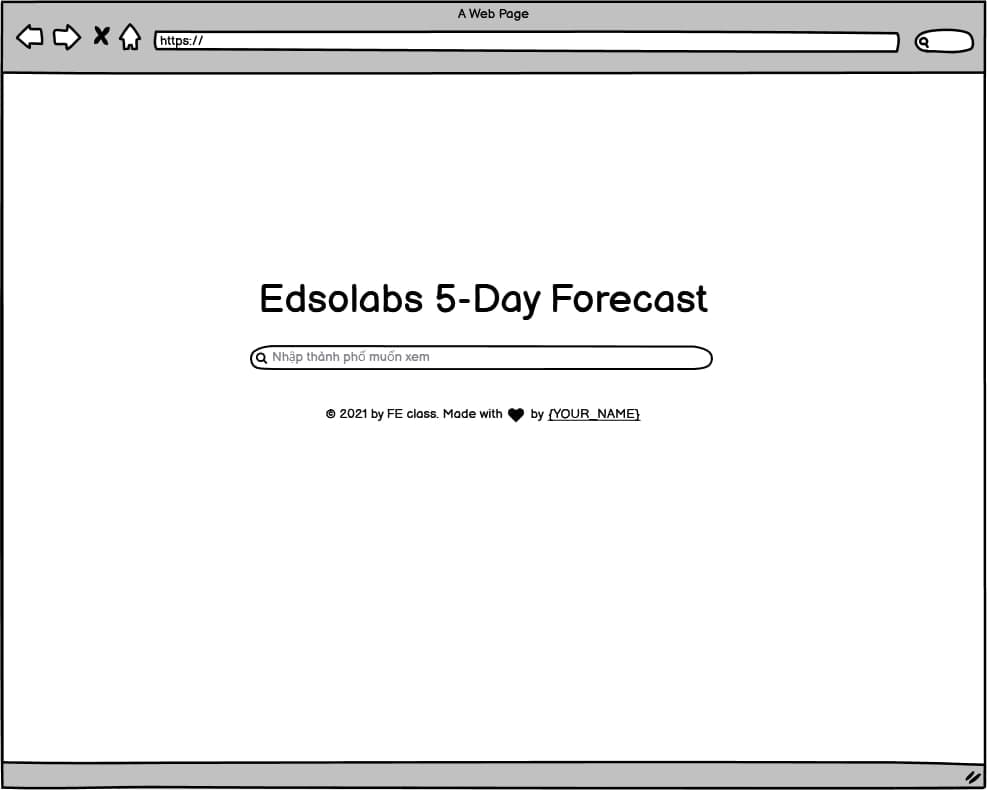 A Web Page
https://
Edsolabs 5-Day Forecast
Nhập thành phố muốn xem
© 2021 by FE class. Made with ♥ by {YOUR_NAME}